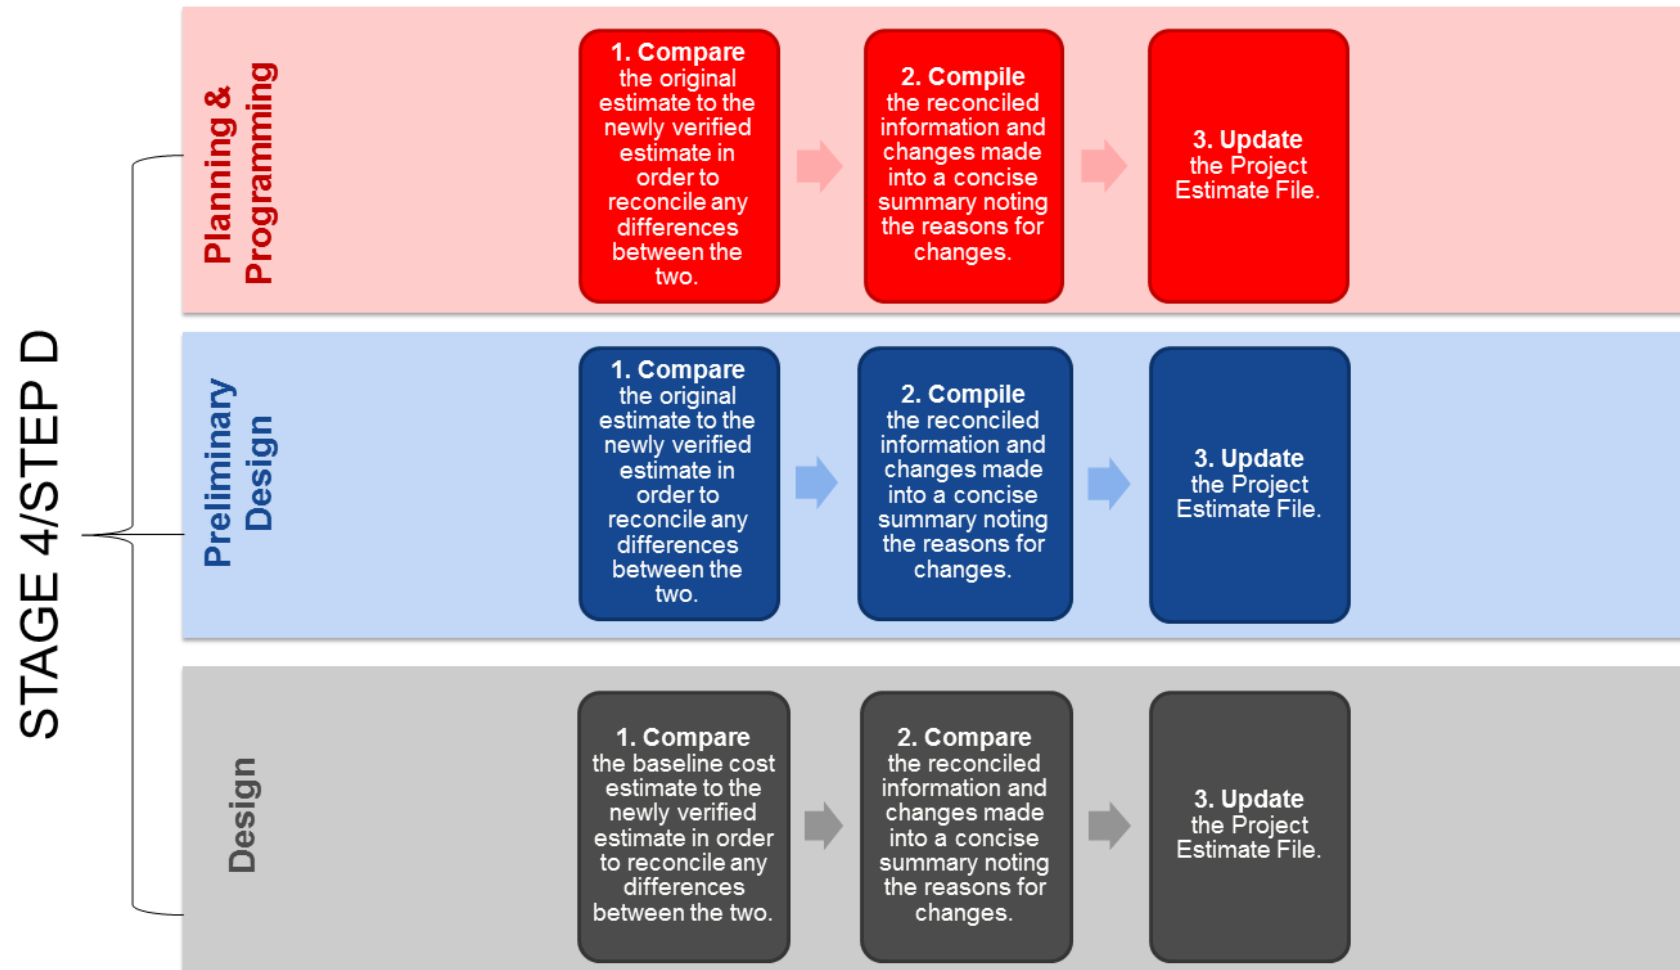 STAGE 4/STEP D
Planning &
Programming
1. Compare
the original
estimate to the
newly verified
estimate in
order to
reconcile any
differences
between the
two.
2. Compile
the reconciled
information and
changes made
into a concise
summary noting
the reasons for
changes.
3. Update
the Project
Estimate File.
Preliminary
Design
1. Compare
the original
estimate to the
newly verified
estimate in
order to
reconcile any
differences
between the
two.
2. Compile
the reconciled
information and
changes made
into a concise
summary noting
the reasons for
changes.
3. Update
the Project
Estimate File.
Design
1. Compare
the baseline cost
estimate to the
newly verified
estimate in order
to reconcile any
differences
between the two.
2. Compare
the reconciled
information and
changes made
into a concise
summary noting
the reasons for
changes.
3. Update
the Project
Estimate File.